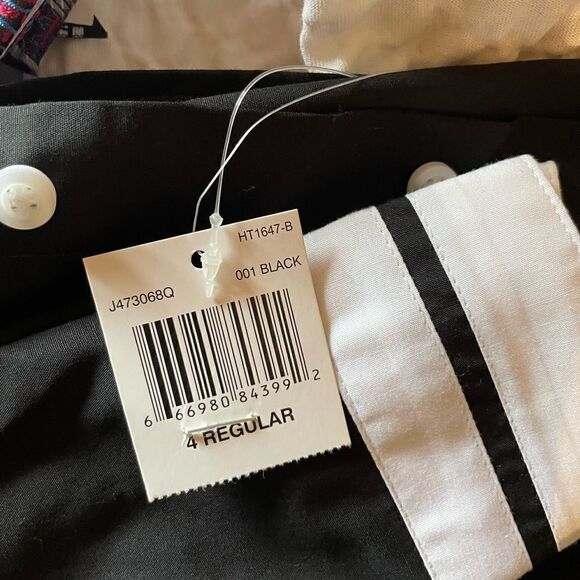 HT1647-B
J473068Q
001 BLACK
6 66980 84399 2
4 REGULAR